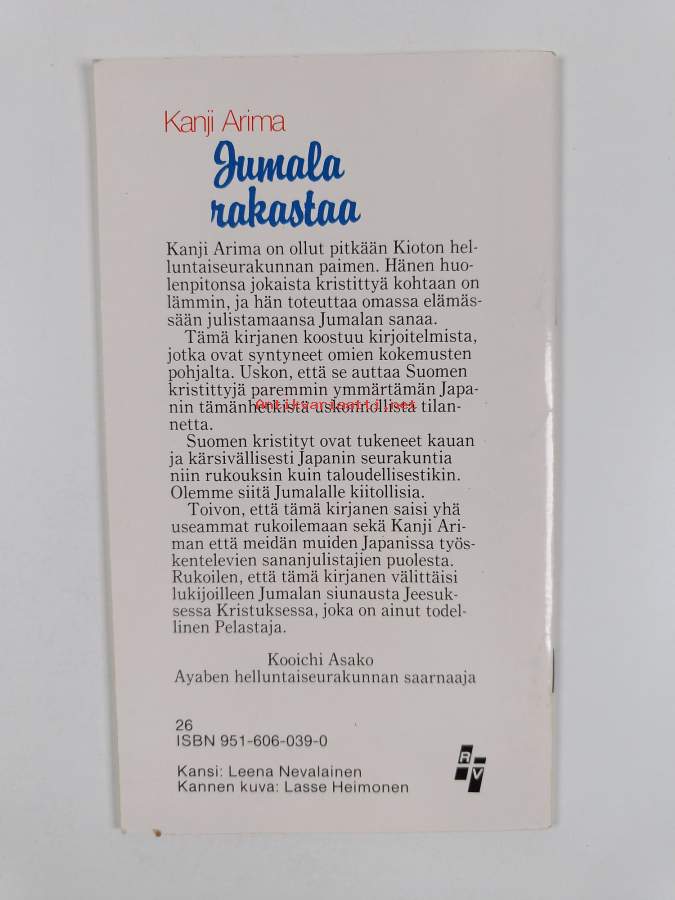 Kanji Arima
Jumala
rakastaa
Kanji Arima on ollut pitkään Kioton hel-
luntaiseurakunnan paimen. Hänen huo-
lenpitonsa jokaista kristittyä kohtaan on
lämmin, ja hän toteuttaa omassa elämäs-
sään julistamaansa Jumalan sanaa.
Tämä kirjanen koostuu kirjoitelmista,
jotka ovat syntyneet omien kokemusten
pohjalta. Uskon, että se auttaa Suomen
kristittyjä paremmin ymmärtämän Japa-
nin tämänhetkistä uskonnollista tilan-
Antikvariaatti.net
netta.
Suomen kristityt ovat tukeneet kauan
ja kärsivällisesti Japanin seurakuntia
niin rukouksin kuin taloudellisestikin.
Olemme siitä Jumalalle kiitollisia.
Toivon, että tämä kirjanen saisi yhä
useammat rukoilemaan sekä Kanji Ari-
man että meidän muiden Japanissa työs-
kentelevien sananjulistajien puolesta.
Rukoilen, että tämä kirjanen välittäisi
lukijoilleen Jumalan siunausta Jeesuk-
sessa Kristuksessa, joka on ainut todel-
linen Pelastaja.
Kooichi Asako
Ayaben helluntaiseurakunnan saarnaaja
26
ISBN 951-606-039-0
Kansi: Leena Nevalainen
Kannen kuva: Lasse Heimonen
R
V